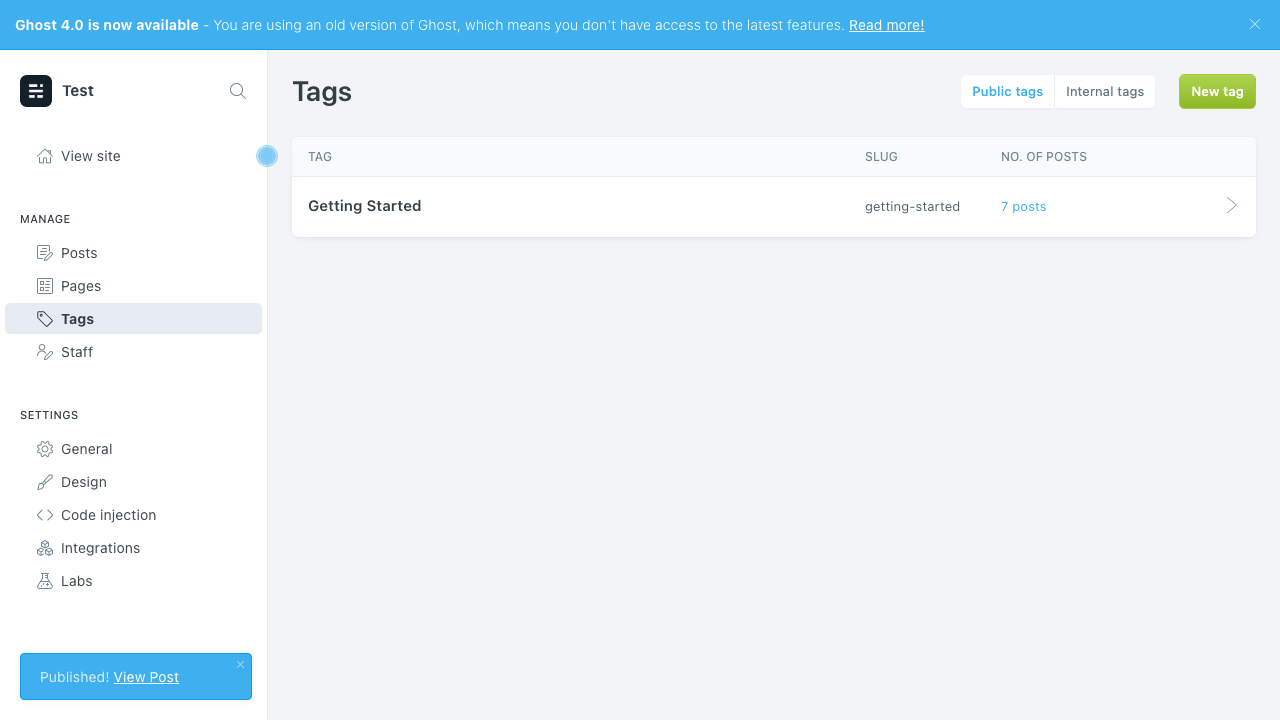 Ghost 4.0 is now available - You are using an old version of Ghost, which means you don't have access to the latest features. Read more!
Test
View site
MANAGE
Posts
Pages
Tags
Staff
SETTINGS
General
Design
Code injection
Integrations
Labs
Published! View Post
Tags
Public tags
Internal tags
New tag
TAG SLUG NO. OF POSTS
Getting Started getting-started 7 posts